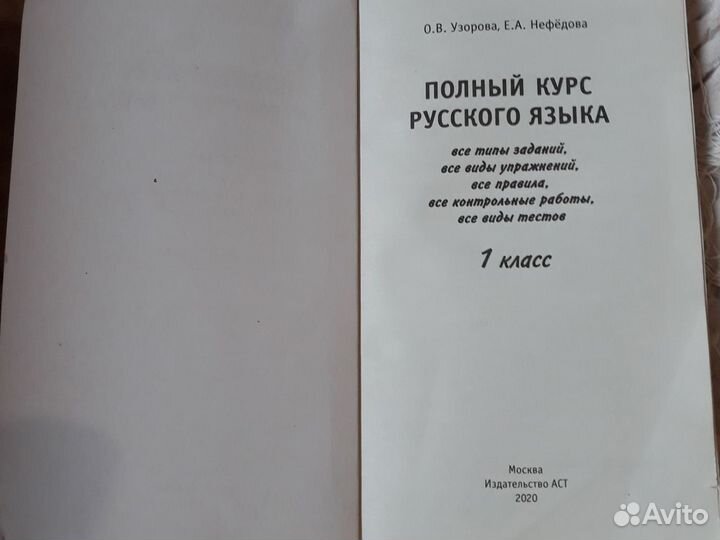 О.В. Узорова, Е.А. Нефёдова
ПОЛНЫЙ КУРС
РУССКОГО ЯЗЫКА
все типы заданий,
все виды упражнений,
все правила,
все контрольные работы,
все виды тестов
1 класс
Москва
Издательство АСТ
2020
Avito